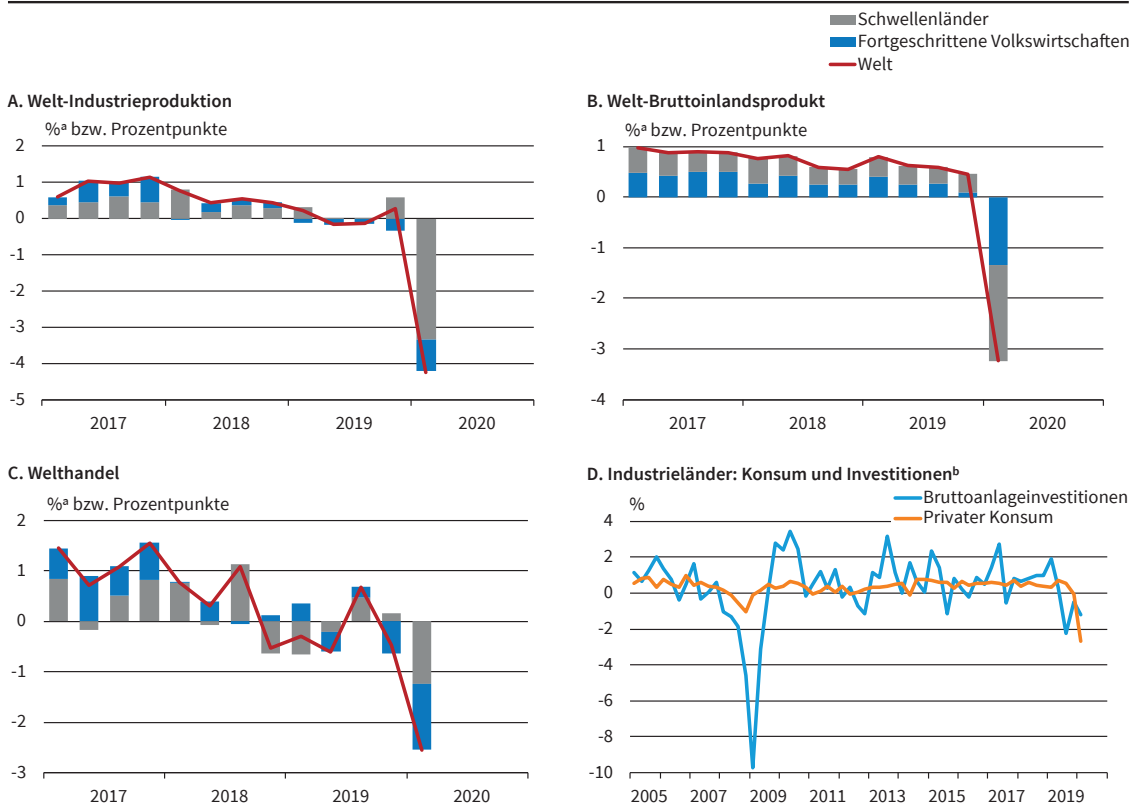 Schwellenländer
Fortgeschrittene Volkswirtschaften
Welt
A. Welt-Industrieproduktion
%ᵃ bzw. Prozentpunkte
2
1
0
-1
-2
-3
-4
-5
2017 2018 2019 2020
B. Welt-Bruttoinlandsprodukt
%ᵃ bzw. Prozentpunkte
1
0
-1
-2
-3
-4
2017 2018 2019 2020
C. Welthandel
%ᵃ bzw. Prozentpunkte
2
1
0
-1
-2
-3
2017 2018 2019 2020
D. Industrieländer: Konsum und Investitionenᵇ
%
Bruttoanlageinvestitionen
Privater Konsum
4
2
0
-2
-4
-6
-8
-10
2005 2007 2009 2011 2013 2015 2017 2019